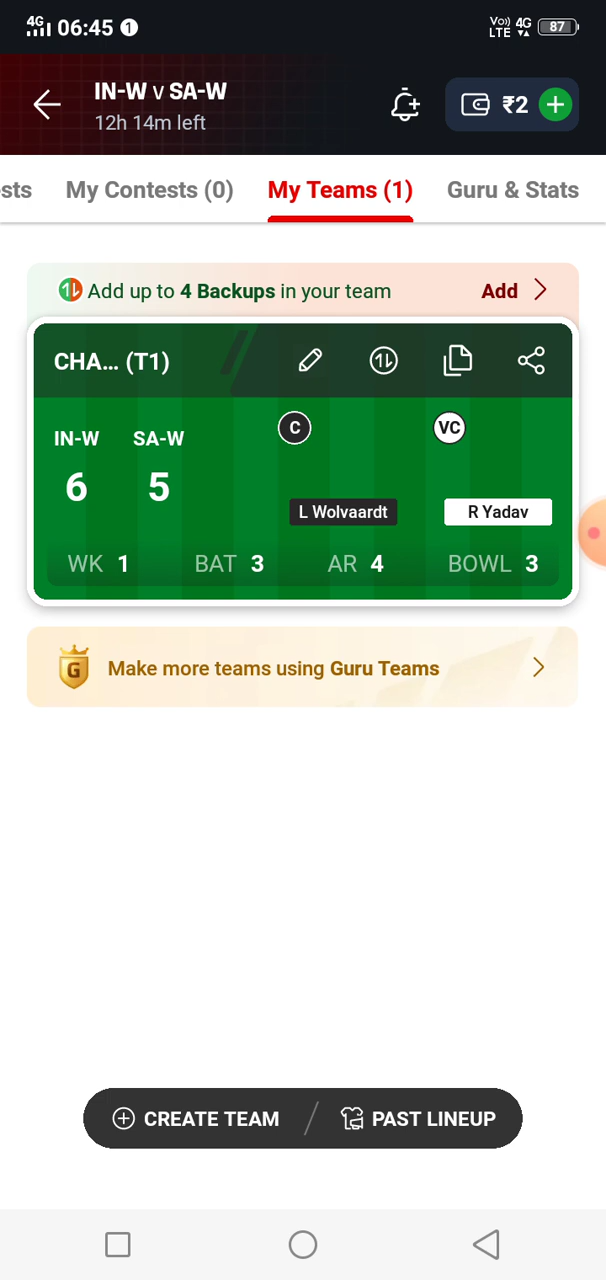 4G 06:45 1 Vo) LTE 4G 87
IN-W v SA-W
12h 14m left
₹2
sts My Contests (0) My Teams (1) Guru & Stats
Add up to 4 Backups in your team Add
CHA... (T1)
C VC
IN-W SA-W
6 5
L Wolvaardt R Yadav
WK 1 BAT 3 AR 4 BOWL 3
G Make more teams using Guru Teams
CREATE TEAM PAST LINEUP